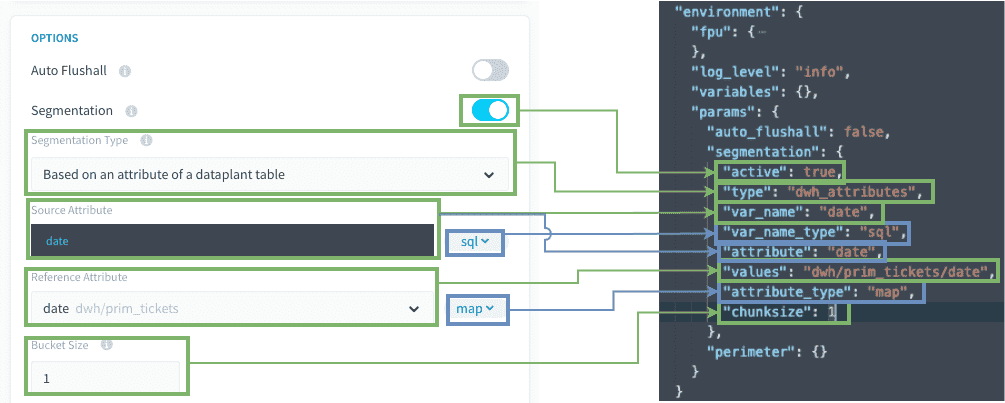 OPTIONS
Auto Flushall
Segmentation
Segmentation Type
Based on an attribute of a dataplant table
Source Attribute
date
sql
Reference Attribute
date dwh/prim_tickets
map
Bucket Size
1
"environment": {
"fpu": {
},
"log_level": "info",
"variables": {},
"params": {
"auto_flushall": false,
"segmentation": {
"active": true,
"type": "dwh_attributes",
"var_name": "date",
"var_name_type": "sql",
"attribute": "date",
"values": "dwh/prim_tickets/date",
"attribute_type": "map",
"chunksize": 1
},
"perimeter": {}
}
}